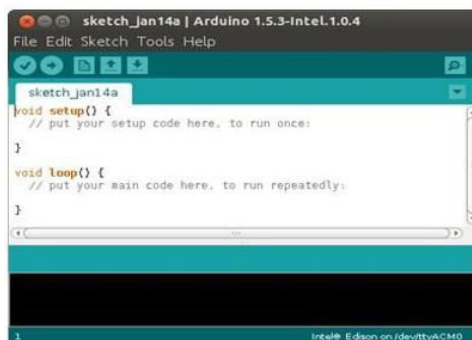 sketch_jan14a | Arduino 1.5.3-Intel.1.0.4
File Edit Sketch Tools Help
sketch_jan14a
void setup() {
// put your setup code here, to run once:
}
void loop() {
// put your main code here, to run repeatedly:
}
1 Intel® Edison on /dev/ttyACM0